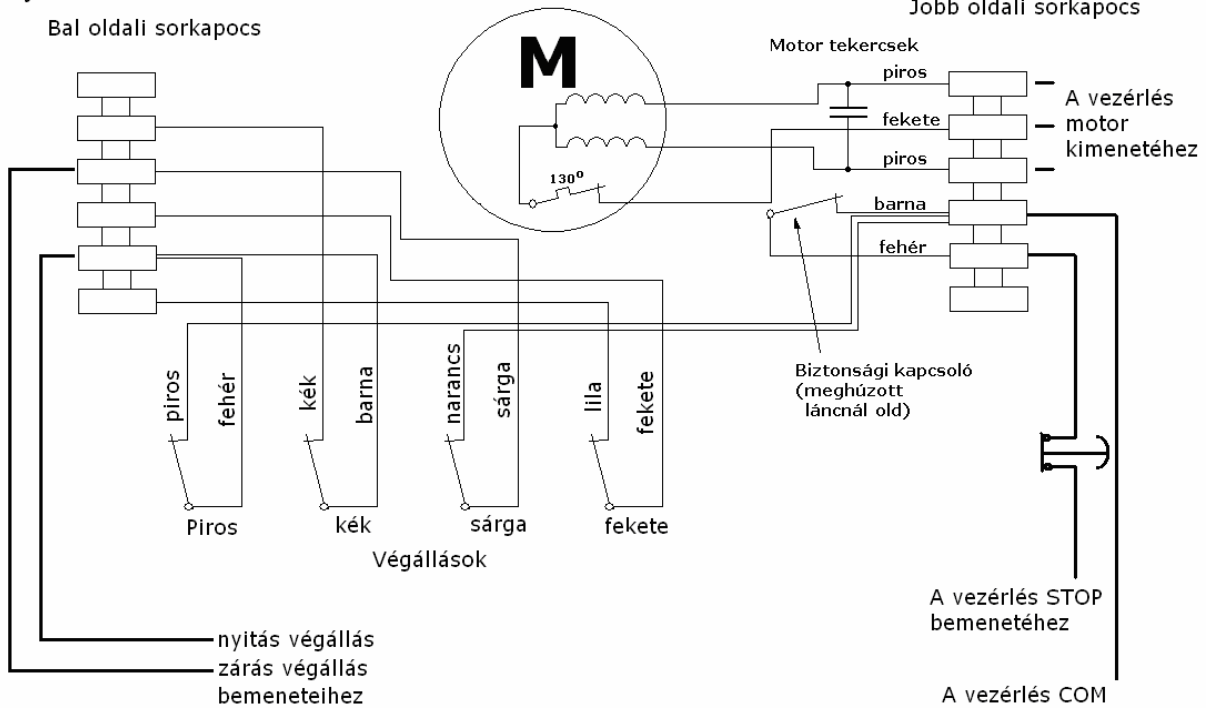 Jobb oldali sorkapocs
Bal oldali sorkapocs
M
Motor tekercsek
piros
A vezérlés
fekete
motor
kimenetéhez
piros
130°
barna
fehér
piros
fehér
kék
barna
narancs
sárga
lila
fekete
Biztonsági kapcsoló
(meghúzott
láncnál old)
Piros
kék
sárga
fekete
Végállások
A vezérlés STOP
bemenetéhez
nyitás végállás
zárás végállás
bemeneteihez
A vezérlés COM